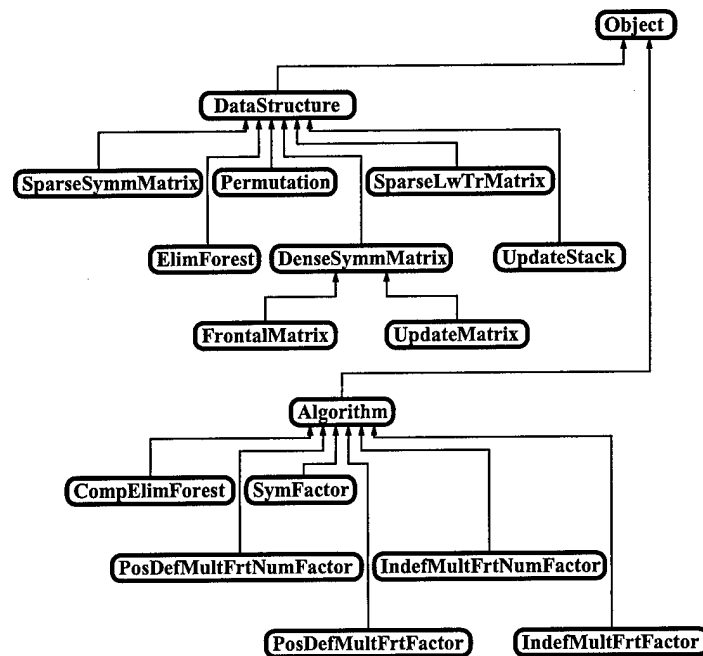 Object
DataStructure
SparseSymmMatrix
Permutation
SparseLwTrMatrix
ElimForest
DenseSymmMatrix
UpdateStack
FrontalMatrix
UpdateMatrix
Algorithm
CompElimForest
SymFactor
PosDefMultFrtNumFactor
IndefMultFrtNumFactor
PosDefMultFrtFactor
IndefMultFrtFactor